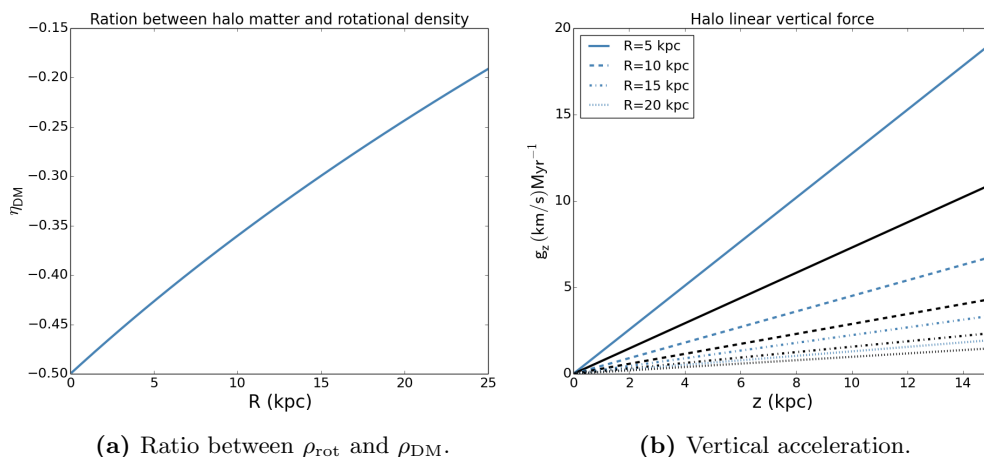 Ration between halo matter and rotational density
−0.15
−0.20
−0.25
−0.30
−0.35
−0.40
−0.45
−0.50
η_DM
0 5 10 15 20 25
R (kpc)
(a) Ratio between ρ_rot and ρ_DM.
Halo linear vertical force
R=5 kpc
R=10 kpc
R=15 kpc
R=20 kpc
20
15
10
5
0
g_z(km/s)Myr⁻¹
0 2 4 6 8 10 12 14
z (kpc)
(b) Vertical acceleration.